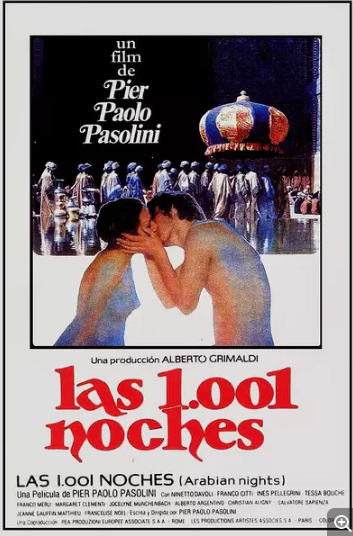 un
film
de
Pier
Paolo
Pasolini
Una producción ALBERTO GRIMALDI
las 1.001
noches
LAS 1.001 NOCHES (Arabian nights)
Una Película de PIER PAOLO PASOLINI Con NINETTO DAVOLI FRANCO CITTI INES PELLEGRINI TESSA BOUCHE
FRANCO MERLI MARGARET CLEMENTI JOCELYNE MUNCHENBACH ALBERTO ARGENTINO CHRISTIAN ALIGNY SALVATORE SAPIENZA
JEANNE GAUFFIN MATTHIEU FRANCEUSE NOEL Escrita y Dirigida por PIER PAOLO PASOLINI
Una Coproducción PEA PRODUZIONI EUROPEE ASSOCIATE S.A.S. - ROME LES PRODUCTIONS ARTISTES ASSOCIES S.A. - PARIS